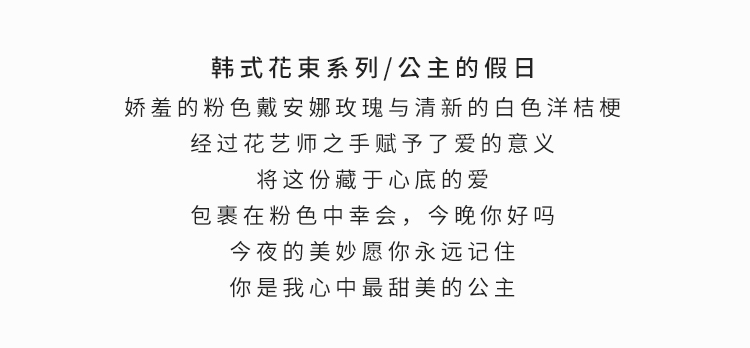 韩式花束系列/公主的假日
娇羞的粉色戴安娜玫瑰与清新的白色洋桔梗
经过花艺师之手赋予了爱的意义
将这份藏于心底的爱
包裹在粉色中幸会，今晚你好吗
今夜的美妙愿你永远记住
你是我心中最甜美的公主